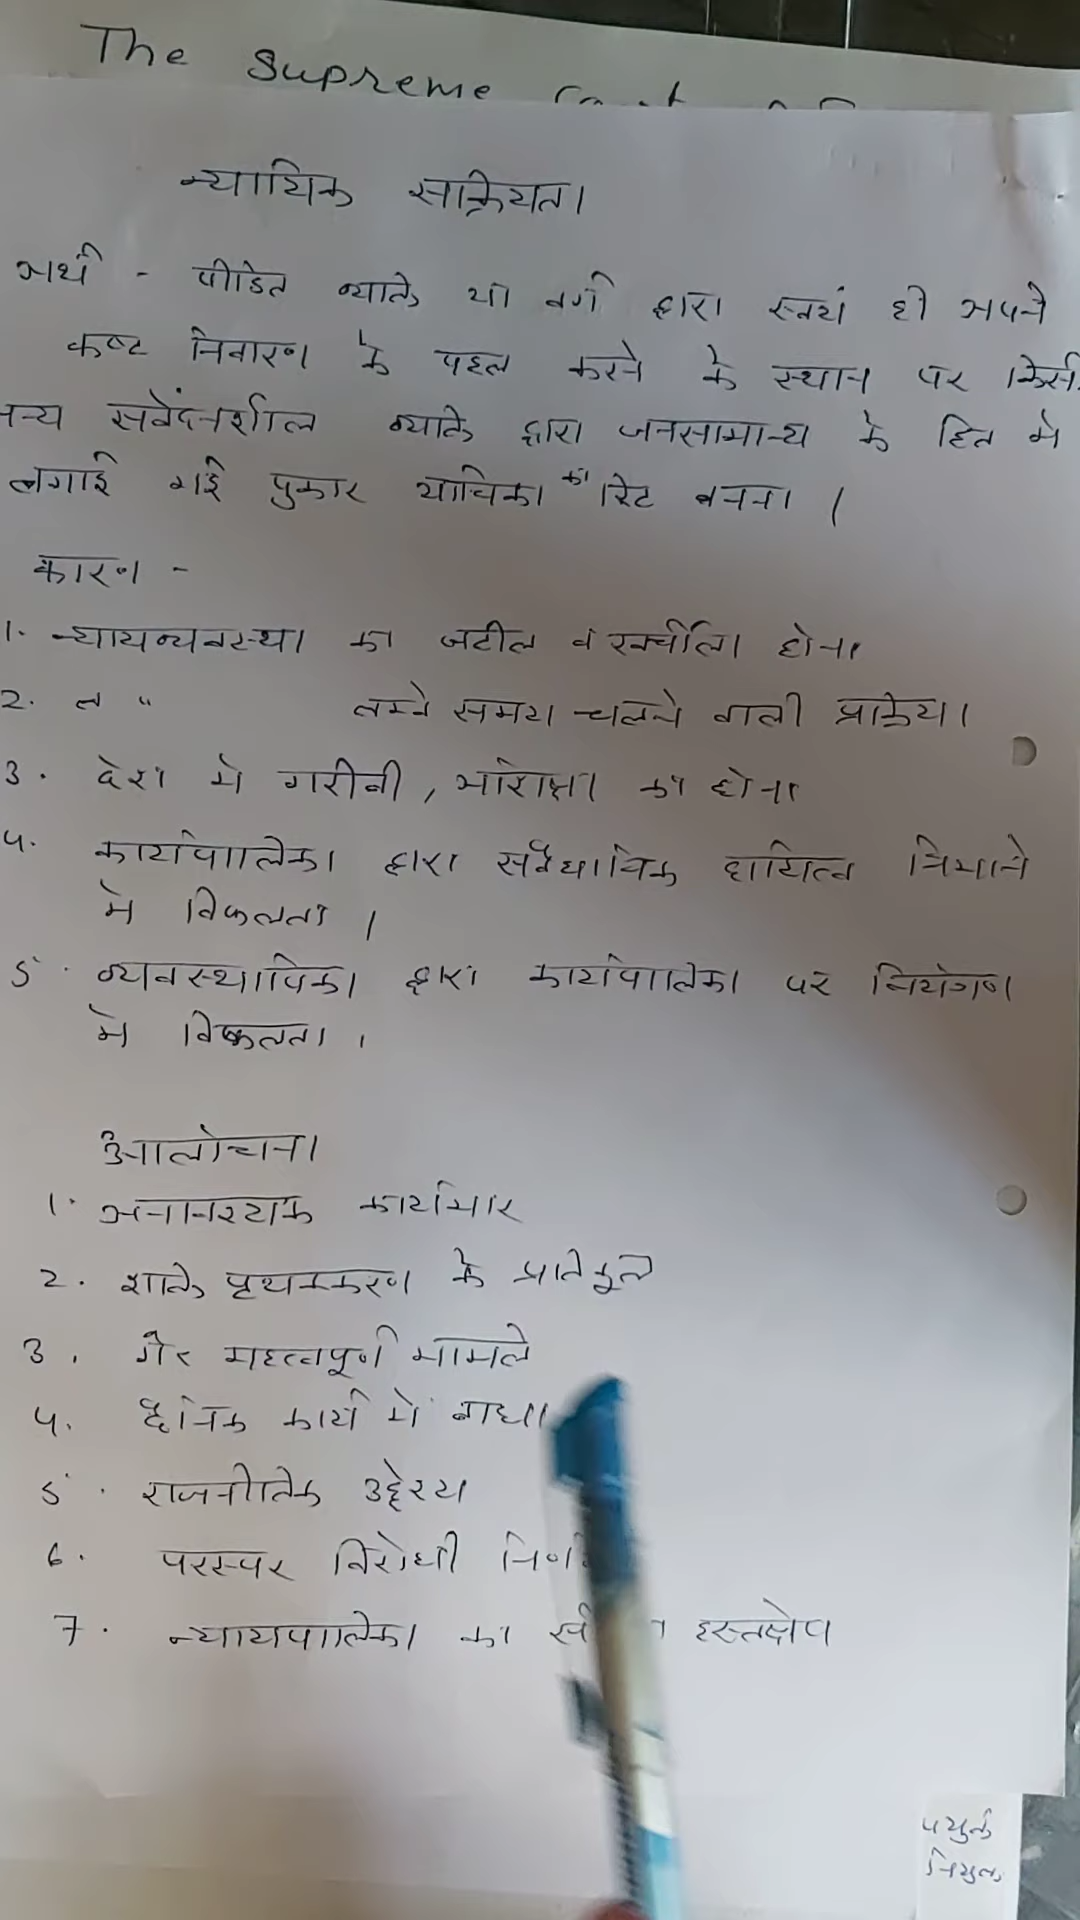 The Supreme
न्यायिक सक्रियता
अर्थ - पीडित व्यक्ति या वर्ग द्वारा स्वयं ही अपने
कष्ट निवारण के पहल करने के स्थान पर किसी
अन्य सवेंदनशील व्यक्ति द्वारा जनसामान्य के हित मे
लगाई गई पुकार याचिका का रिट बनना ।
कारण -
1. न्यायव्यवस्था का जटील व खर्चीला होना
2. व " लम्बे समय चलने वाली प्रक्रिया
3. देश मे गरीबी, अशिक्षा का होना
4. कार्यपालिका द्वारा सवैधानिक दायित्व निभाने
मे विफलता ।
5. व्यवस्थापिका द्वारा कार्यपालिका पर नियंत्रण
मे विफलता ।
आलोचना
1. अनावश्यक कार्यभार
2. शक्ति पृथक्करण के प्रतिकूल
3. गैर महत्वपूर्ण मामले
4. दैनिक कार्य में बाधा
5. राजनीतिक उद्देश्य
6. परस्पर विरोधी
7. न्यायपालिका का हस्तक्षेप
नियुक्त